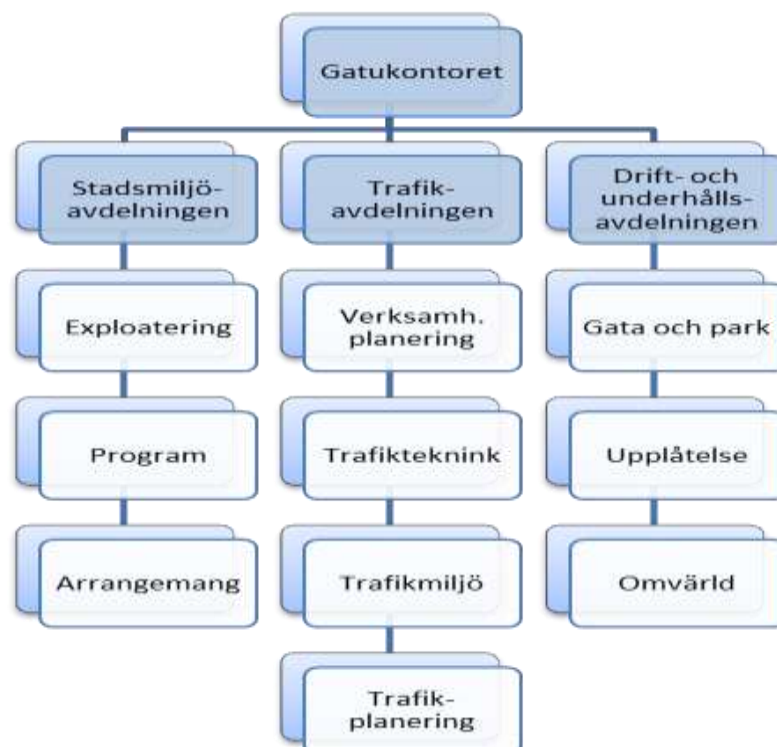 Gatukontoret
Stadsmiljö-
avdelningen
Trafik-
avdelningen
Drift- och
underhålls-
avdelningen
Exploatering
Verksamh.
planering
Gata och park
Program
Trafikteknink
Upplåtelse
Arrangemang
Trafikmiljö
Omvärld
Trafik-
planering